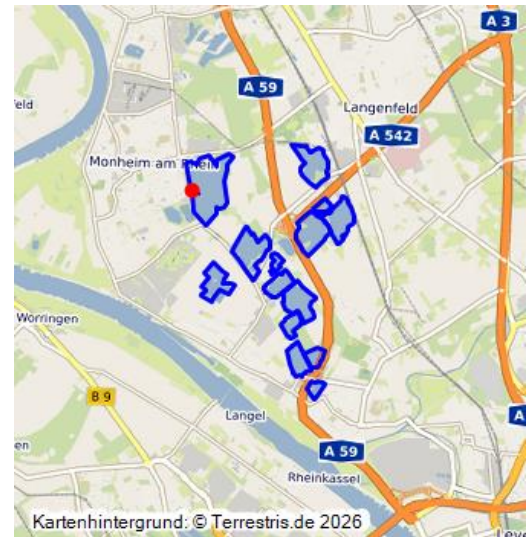 A 3
A 59
Langenfeld
A 542
Monheim am Rhein
Worringen
B 9
Langel
A 59
Rheinkassel
Kartenhintergrund: © Terrestris.de 2026